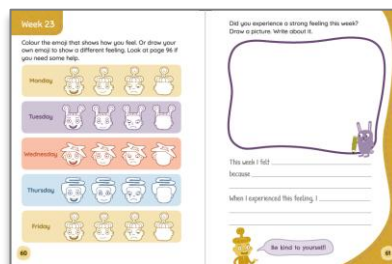 Week 23
Colour the emoji that shows how you feel. Or draw your
own emoji to show a different feeling. Look at page 96 if
you need some help.
Monday
Tuesday
Wednesday
Thursday
Friday
60
Did you experience a strong feeling this week?
Draw a picture. Write about it.
This week I felt
because
When I experienced this feeling, I
Be kind to yourself!
61